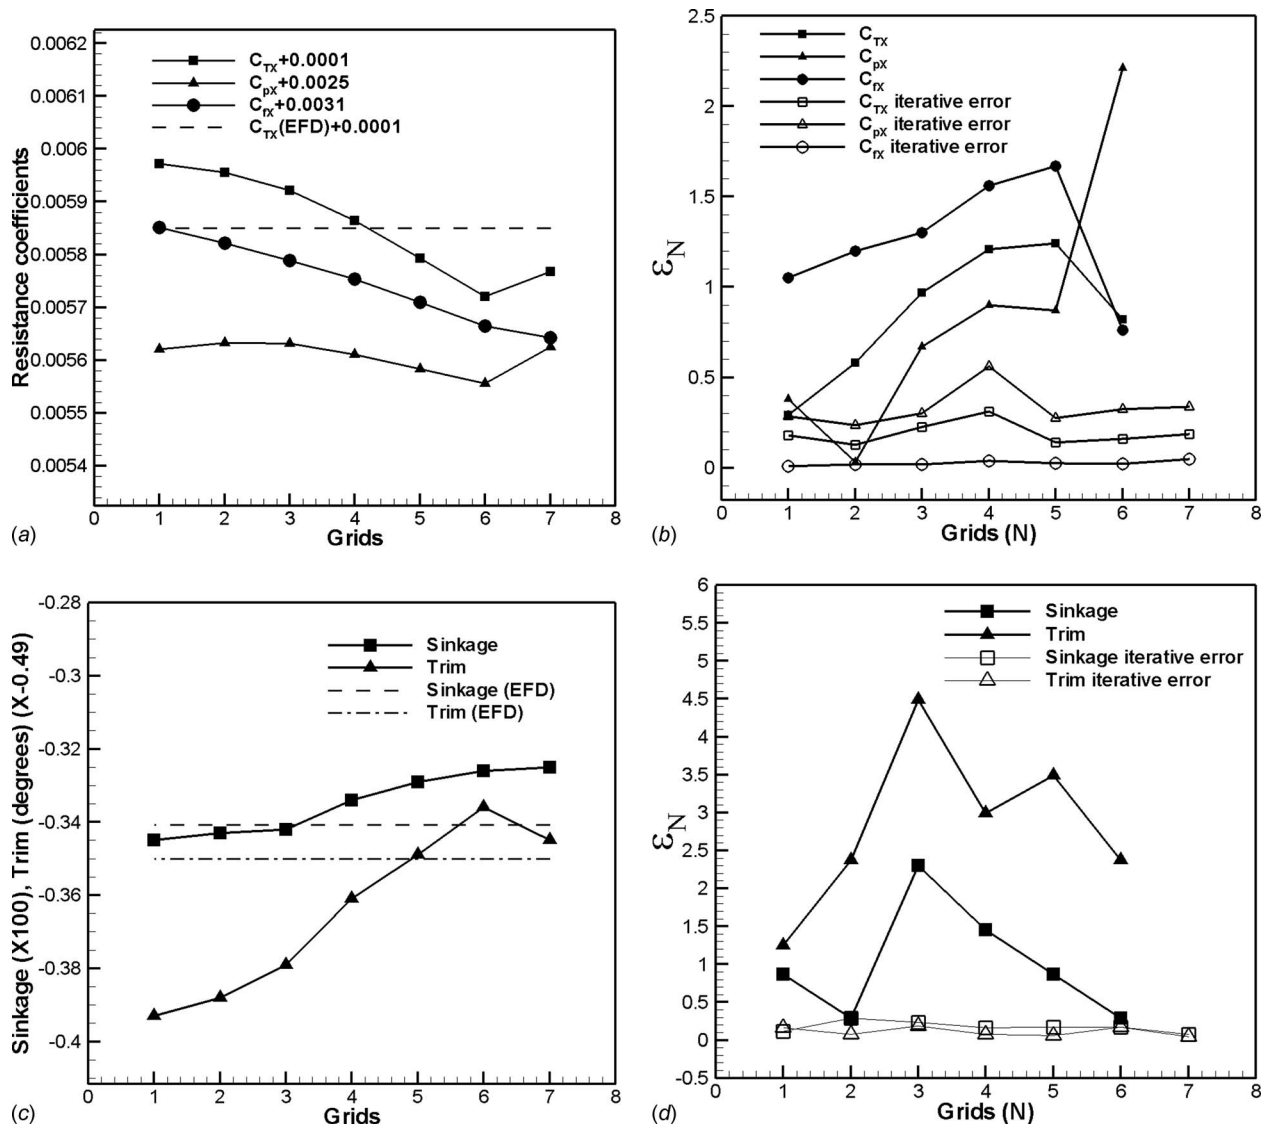 0.0062
0.0061
0.006
0.0059
0.0058
0.0057
0.0056
0.0055
0.0054
Resistance coefficients
C_TX+0.0001
C_pX+0.0025
C_fX+0.0031
C_TX(EFD)+0.0001
0 1 2 3 4 5 6 7 8
Grids
(a)
2.5
2
1.5
1
0.5
0
ε_N
C_TX
C_pX
C_fX
C_TX iterative error
C_pX iterative error
C_fX iterative error
0 1 2 3 4 5 6 7 8
Grids (N)
(b)
-0.28
-0.3
-0.32
-0.34
-0.36
-0.38
-0.4
Sinkage (X100), Trim (degrees) (X-0.49)
Sinkage
Trim
Sinkage (EFD)
Trim (EFD)
0 1 2 3 4 5 6 7 8
Grids
(c)
6
5.5
5
4.5
4
3.5
3
2.5
2
1.5
1
0.5
0
-0.5
ε_N
Sinkage
Trim
Sinkage iterative error
Trim iterative error
0 1 2 3 4 5 6 7 8
Grids (N)
(d)